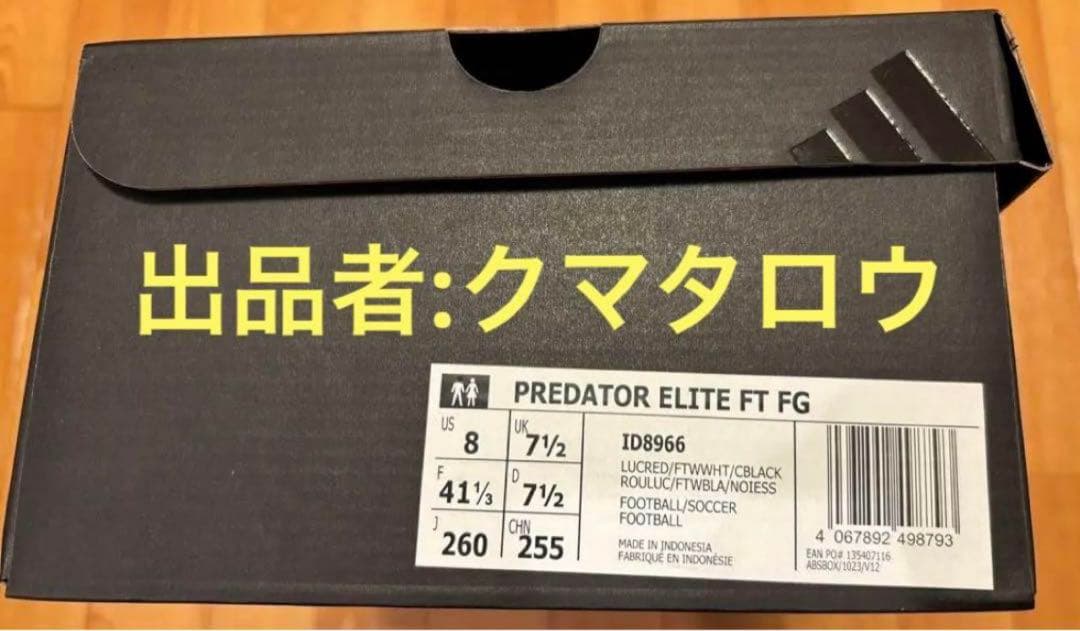 出品者:クマタロウ
PREDATOR ELITE FT FG
US 8
UK 7½
F 41⅓
D 7½
J 260
CHN 255
ID8966
LUCRED/FTWWHT/CBLACK
ROULUC/FTWBLA/NOIESS
FOOTBALL/SOCCER
FOOTBALL
MADE IN INDONESIA
FABRIQUÉ EN INDONÉSIE
4 067892 498793
EAN PO# 135407116
ABSBOX/1023/V12